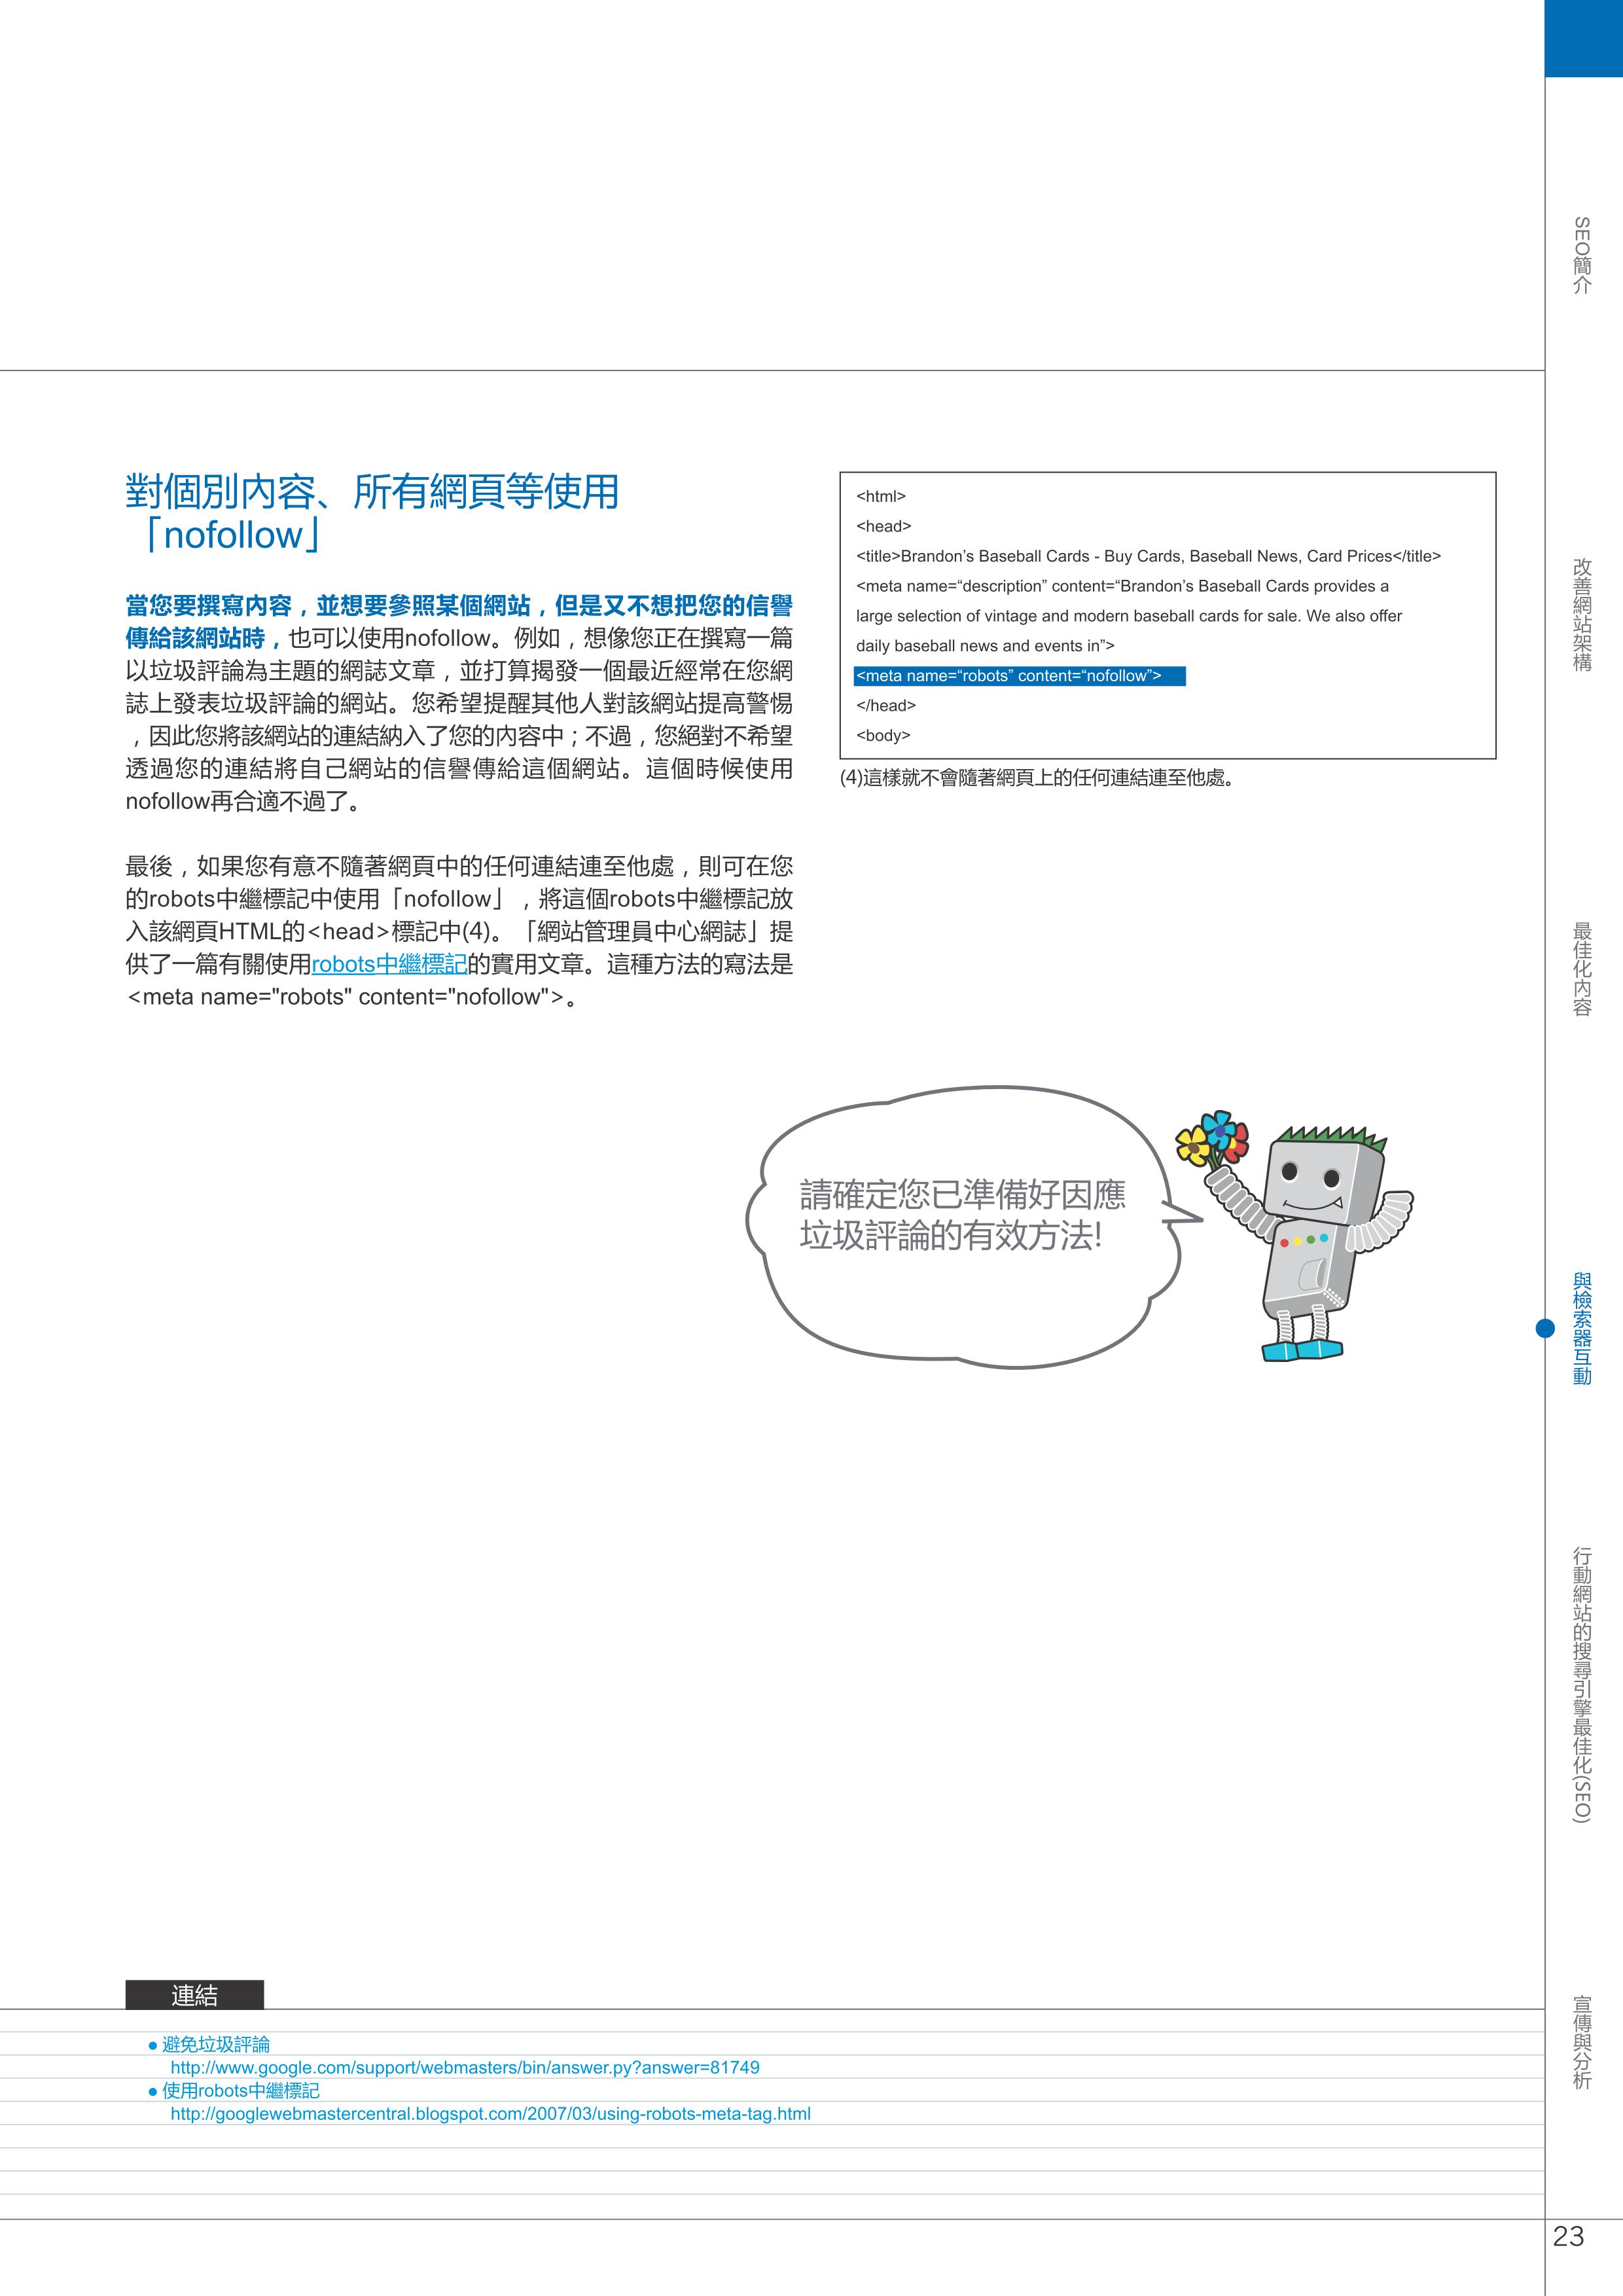 對個別內容、所有網頁等使用
「nofollow」
當您要撰寫內容，並想要參照某個網站，但是又不想把您的信譽
傳給該網站時，也可以使用nofollow。例如，想像您正在撰寫一篇
以垃圾評論為主題的網誌文章，並打算揭發一個最近經常在您網
誌上發表垃圾評論的網站。您希望提醒其他人對該網站提高警惕
，因此您將該網站的連結納入了您的內容中；不過，您絕對不希望
透過您的連結將自己網站的信譽傳給這個網站。這個時候使用
nofollow再合適不過了。
最後，如果您有意不隨著網頁中的任何連結連至他處，則可在您
的robots中繼標記中使用「nofollow」，將這個robots中繼標記放
入該網頁HTML的<head>標記中(4)。「網站管理員中心網誌」提
供了一篇有關使用robots中繼標記的實用文章。這種方法的寫法是
<meta name="robots" content="nofollow">。
<html>
<head>
<title>Brandon’s Baseball Cards - Buy Cards, Baseball News, Card Prices</title>
<meta name=“description” content=“Brandon’s Baseball Cards provides a
large selection of vintage and modern baseball cards for sale. We also offer
daily baseball news and events in”>
<meta name=“robots” content=“nofollow”>
</head>
<body>
(4)這樣就不會隨著網頁上的任何連結連至他處。
請確定您已準備好因應
垃圾評論的有效方法!
連結
● 避免垃圾評論
http://www.google.com/support/webmasters/bin/answer.py?answer=81749
● 使用robots中繼標記
http://googlewebmastercentral.blogspot.com/2007/03/using-robots-meta-tag.html
SEO簡介
改善網站架構
最佳化內容
與檢索器互動
行動網站的搜尋引擎最佳化(SEO)
宣傳與分析
23